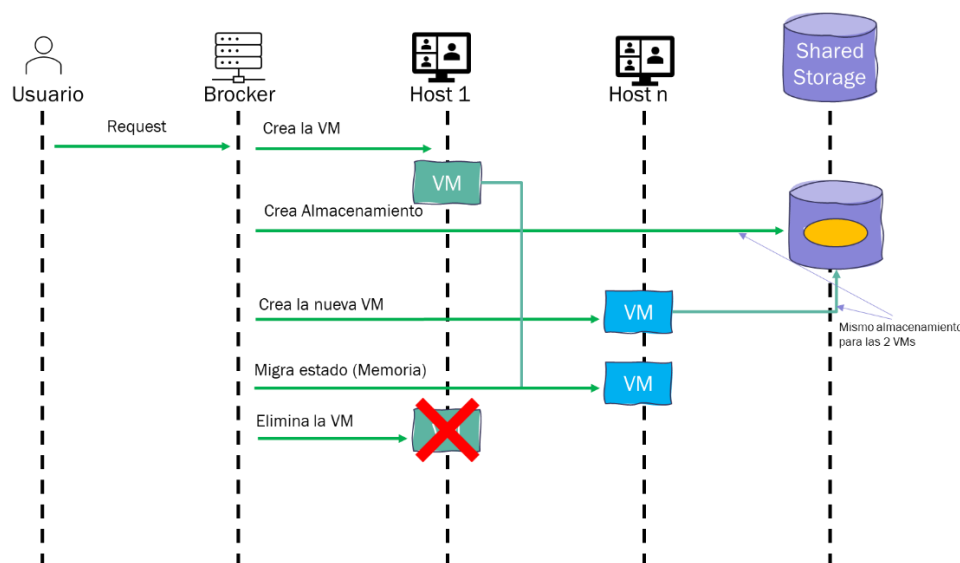 Shared
Storage
Usuario
Brocker
Host 1
Host n
Request
Crea la VM
VM
Crea Almacenamiento
Crea la nueva VM
VM
Mismo almacenamiento
para las 2 VMs
Migra estado (Memoria)
VM
Elimina la VM